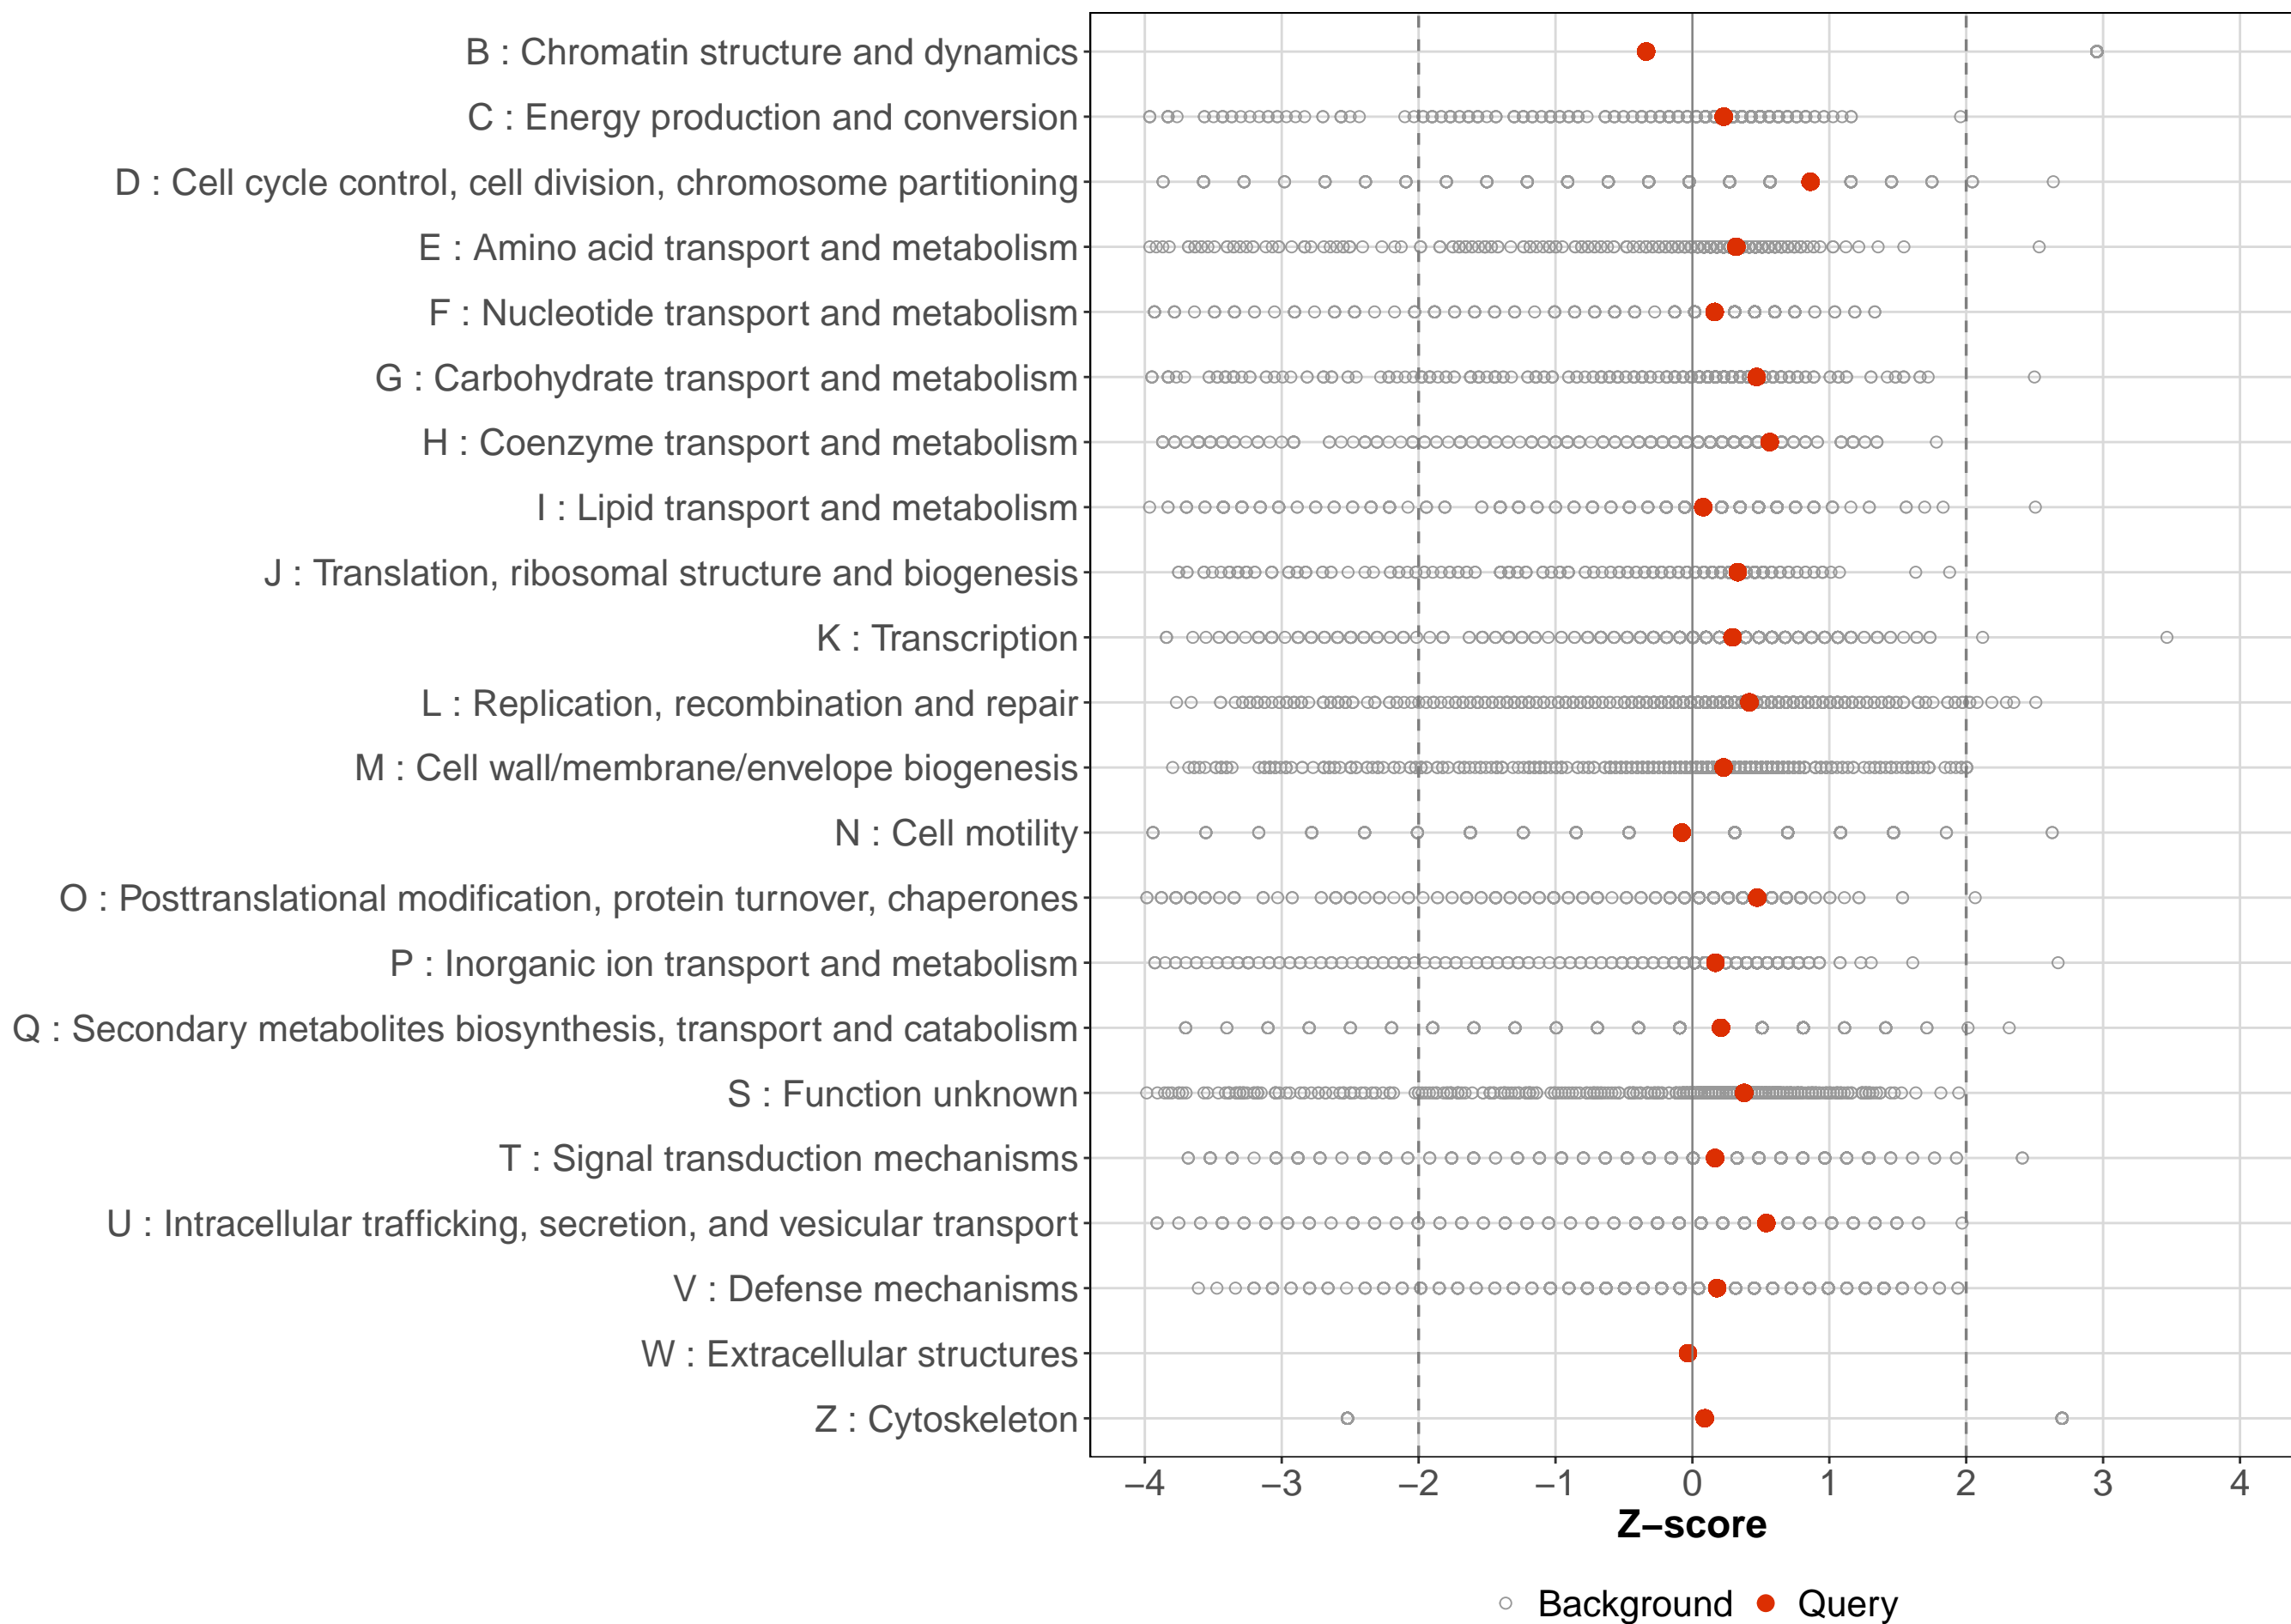 B : Chromatin structure and dynamics
C : Energy production and conversion
D : Cell cycle control, cell division, chromosome partitioning
E : Amino acid transport and metabolism
F : Nucleotide transport and metabolism
G : Carbohydrate transport and metabolism
H : Coenzyme transport and metabolism
I : Lipid transport and metabolism
J : Translation, ribosomal structure and biogenesis
K : Transcription
L : Replication, recombination and repair
M : Cell wall/membrane/envelope biogenesis
N : Cell motility
O : Posttranslational modification, protein turnover, chaperones
P : Inorganic ion transport and metabolism
Q : Secondary metabolites biosynthesis, transport and catabolism
S : Function unknown
T : Signal transduction mechanisms
U : Intracellular trafficking, secretion, and vesicular transport
V : Defense mechanisms
W : Extracellular structures
Z : Cytoskeleton
−4 −3 −2 −1 0 1 2 3 4
Z−score
Background Query